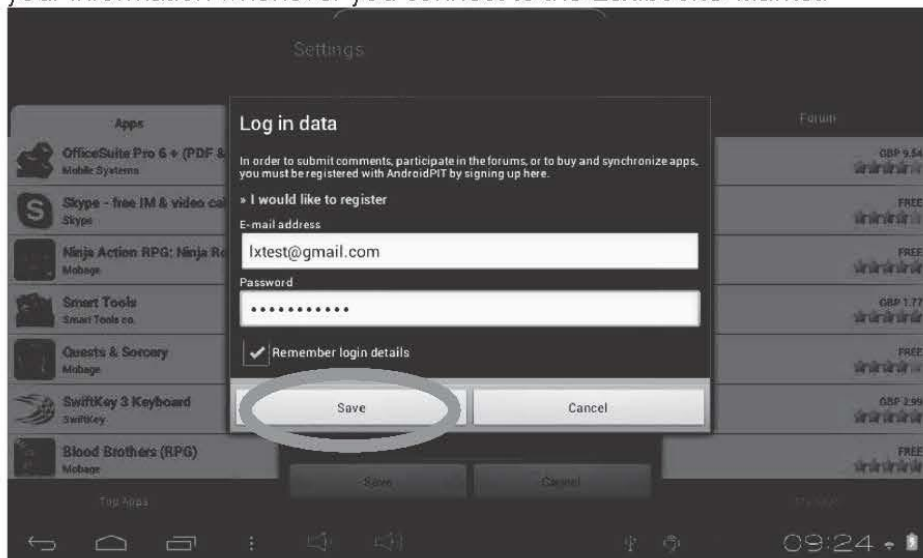 Settings
Apps
Forum
OfficeSuite Pro 6 + (PDF &
Mobile Systems
GBP 9.54
Skype - free IM & video cal
Skype
FREE
Ninja Action RPG: Ninja Ro
Mobage
FREE
Smart Tools
Smart Tools co.
GBP 1.77
Quests & Sorcery
Mobage
FREE
SwiftKey 3 Keyboard
SwiftKey
GBP 2.99
Blood Brothers (RPG)
Mobage
FREE
Log in data
In order to submit comments, participate in the forums, or to buy and synchronize apps,
you must be registered with AndroidPIT by signing up here.
» I would like to register
E-mail address
lxtest@gmail.com
Password
•••••••••••
Remember login details
Save
Cancel
Save
Cancel
Top Apps
09:24